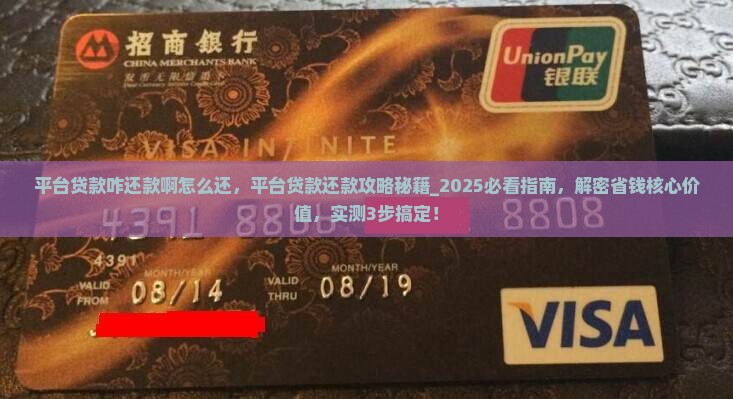 招商銀行
CHINA MERCHANTS BANK
UnionPay
银联
VISA INFINITE
平台贷款咋还款啊怎么还，平台贷款还款攻略秘籍_2025必看指南，解密省钱核心价
值，实测3步搞定！
4391 8808
4391
MONTH/YEAR MONTH/YEAR
VALID FROM 08/14 VALID THRU 08/19
VISA